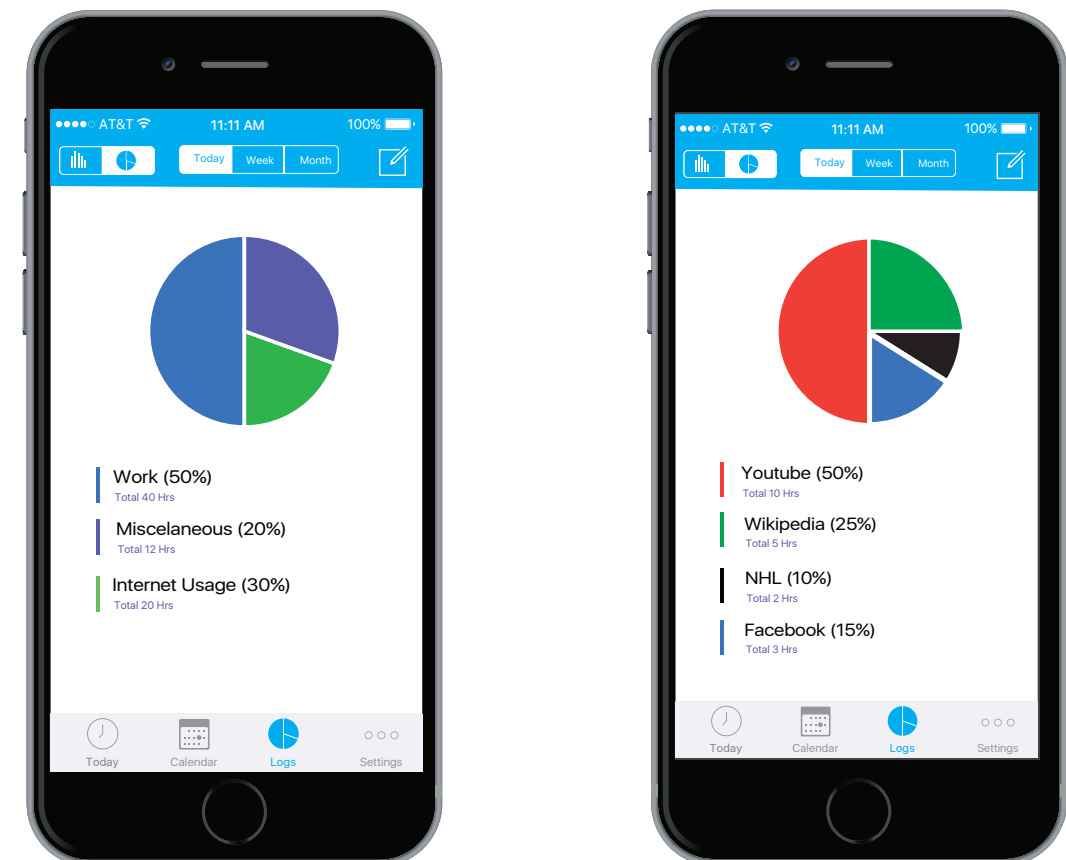 AT&T 11:11 AM 100%
Today Week Month
Work (50%)
Total 40 Hrs
Miscelaneous (20%)
Total 12 Hrs
Internet Usage (30%)
Total 20 Hrs
Today Calendar Logs Settings
AT&T 11:11 AM 100%
Today Week Month
Youtube (50%)
Total 10 Hrs
Wikipedia (25%)
Total 5 Hrs
NHL (10%)
Total 2 Hrs
Facebook (15%)
Total 3 Hrs
Today Calendar Logs Settings